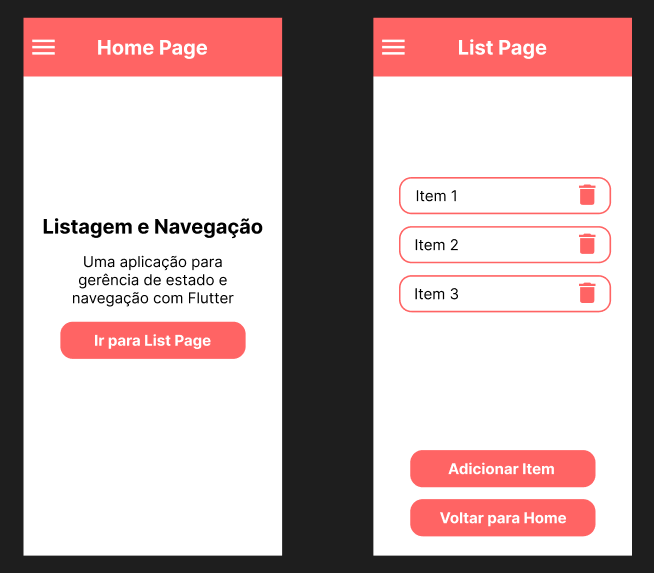 Home Page
Listagem e Navegação
Uma aplicação para
gerência de estado e
navegação com Flutter
Ir para List Page
List Page
Item 1
Item 2
Item 3
Adicionar Item
Voltar para Home